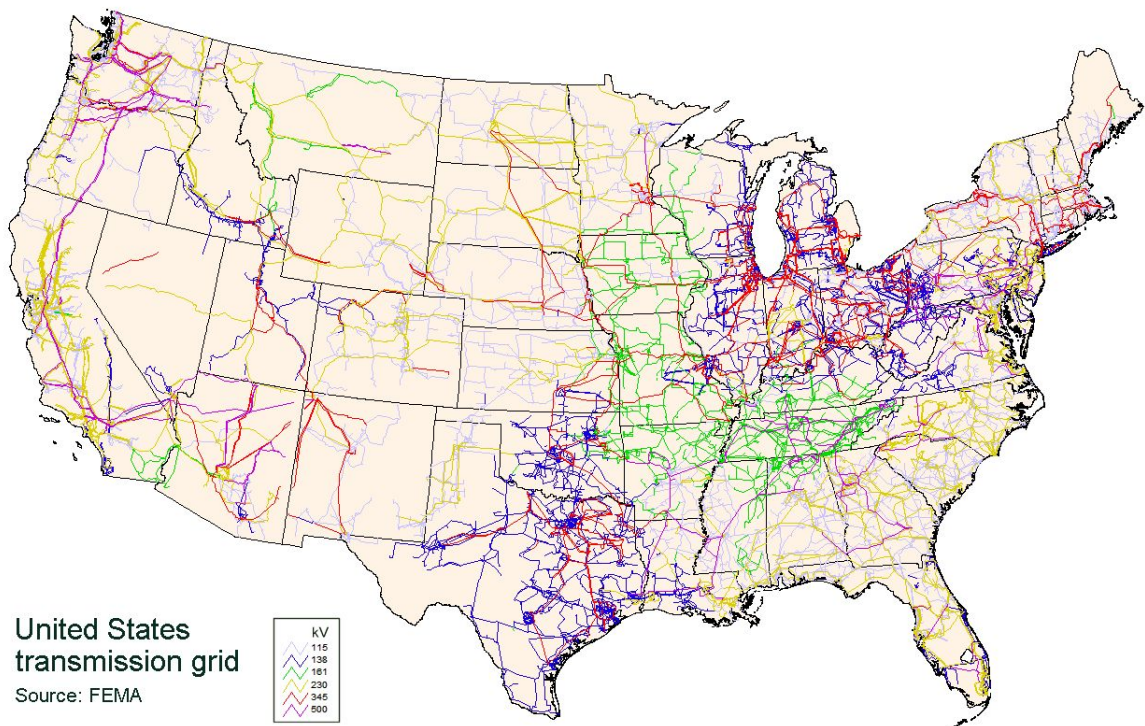 United States
transmission grid
Source: FEMA
kV
115
138
161
230
345
500